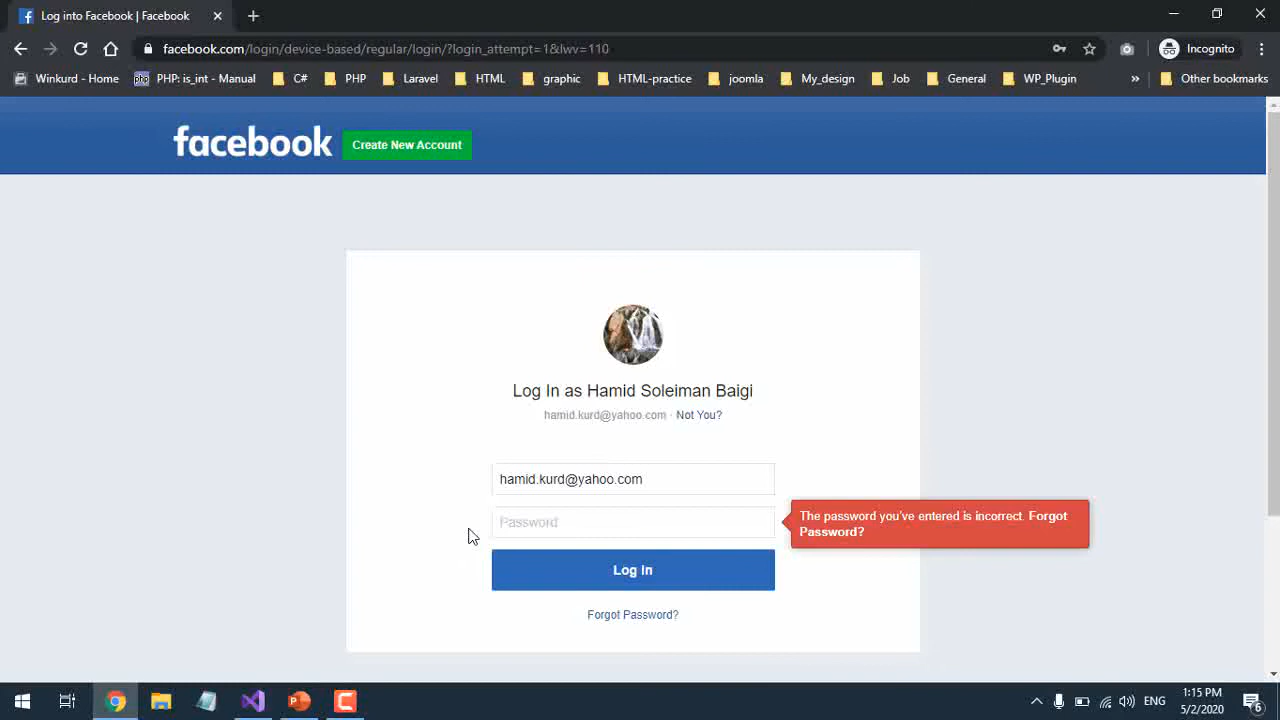 Log into Facebook | Facebook
facebook.com/login/device-based/regular/login/?login_attempt=1&lwv=110
Incognito
Winkurd - Home
php
PHP: is_int - Manual
C#
PHP
Laravel
HTML
graphic
HTML-practice
joomla
My_design
Job
General
WP_Plugin
»
Other bookmarks
facebook
Create New Account
Log In as Hamid Soleiman Baigi
hamid.kurd@yahoo.com · Not You?
hamid.kurd@yahoo.com
Password
The password you've entered is incorrect. Forgot
Password?
Log In
Forgot Password?
ENG
1:15 PM
5/2/2020
6